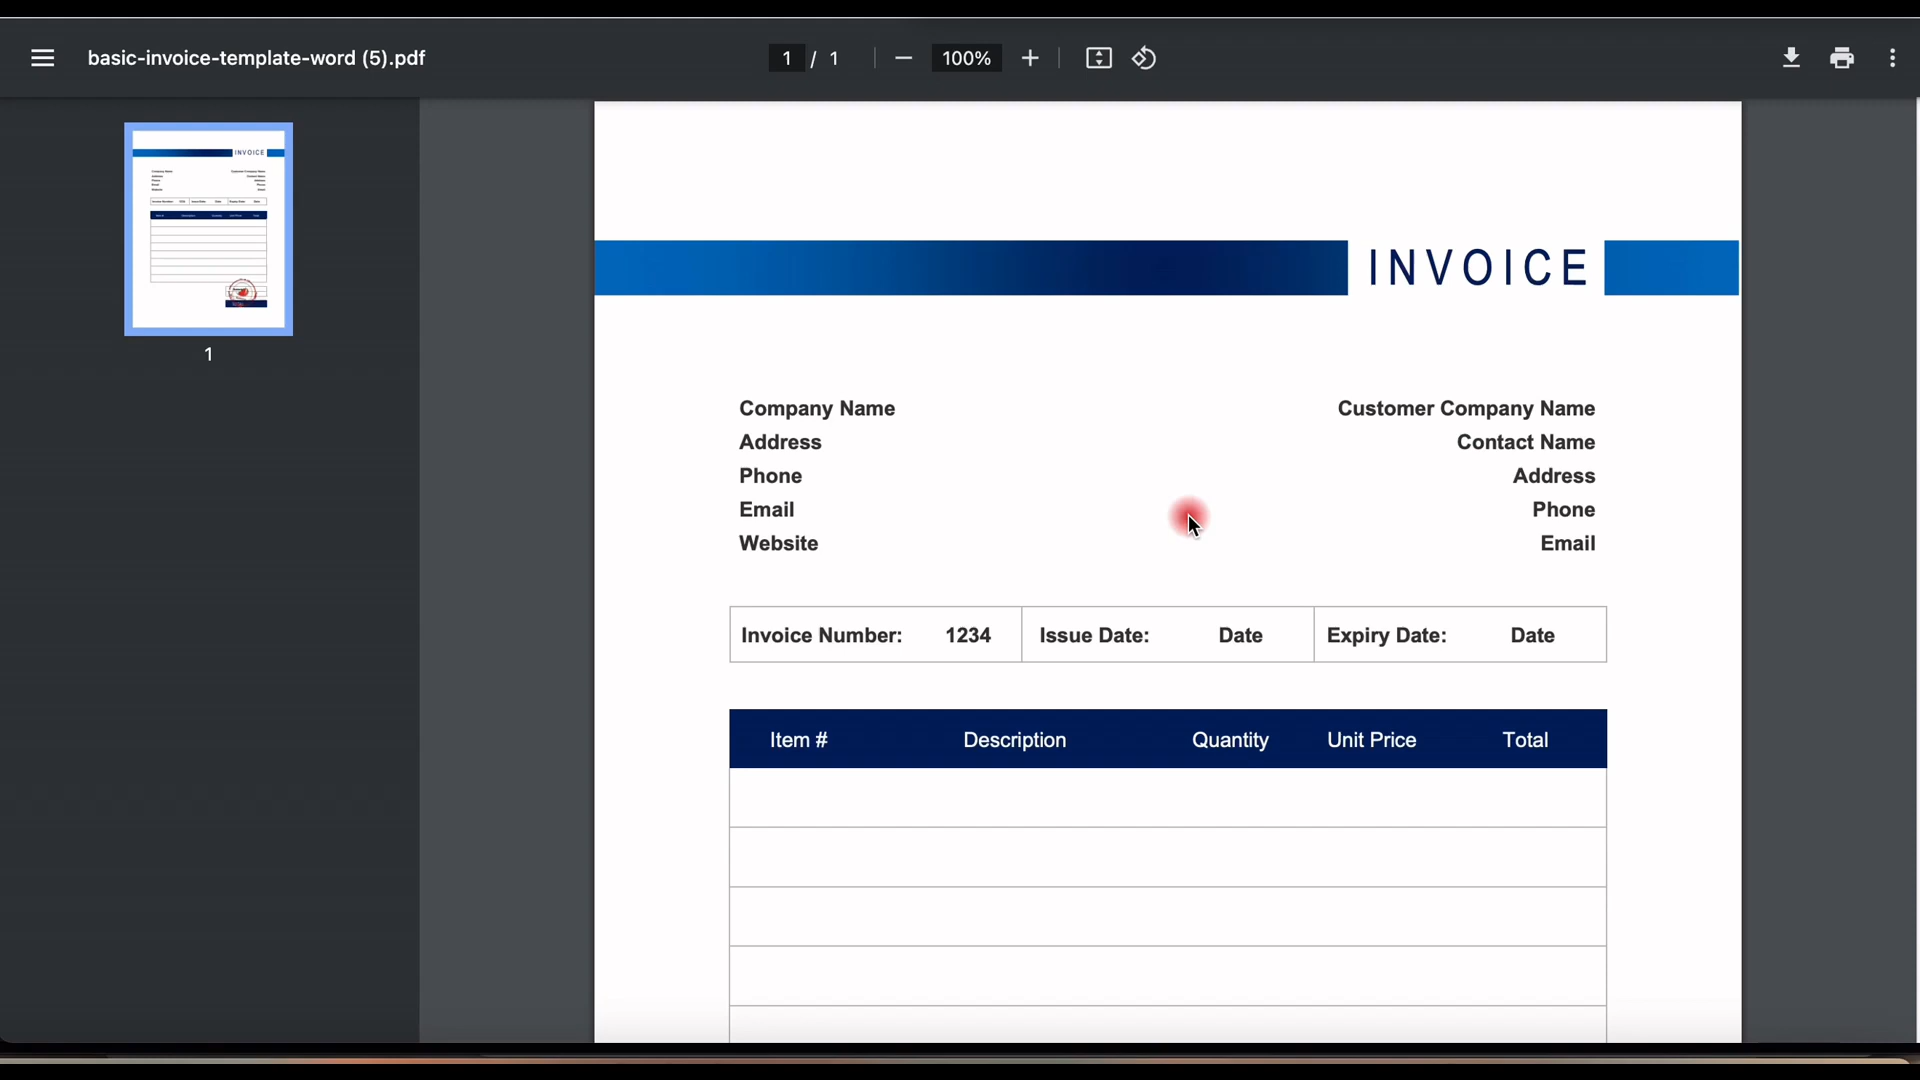 basic-invoice-template-word (5).pdf
1 / 1
100%
INVOICE
1
INVOICE
Company Name
Address
Phone
Email
Website
Customer Company Name
Contact Name
Address
Phone
Email
Invoice Number: 1234 Issue Date: Date Expiry Date: Date
Item # Description Quantity Unit Price Total